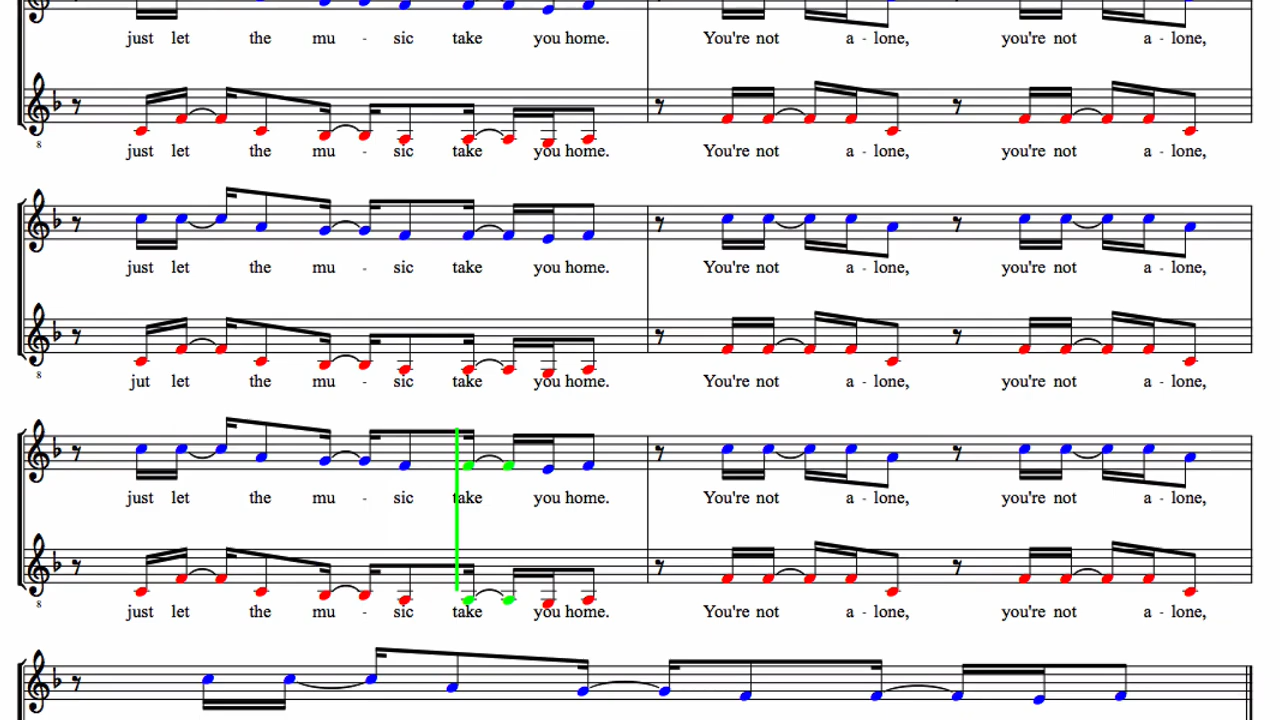 just let the mu - sic take you home. You're not a - lone, you're not a - lone,
8
just let the mu - sic take you home. You're not a - lone, you're not a - lone,
just let the mu - sic take you home. You're not a - lone, you're not a - lone,
8
jut let the mu - sic take you home. You're not a - lone, you're not a - lone,
just let the mu - sic take you home. You're not a - lone, you're not a - lone,
8
just let the mu - sic take you home. You're not a - lone, you're not a - lone,